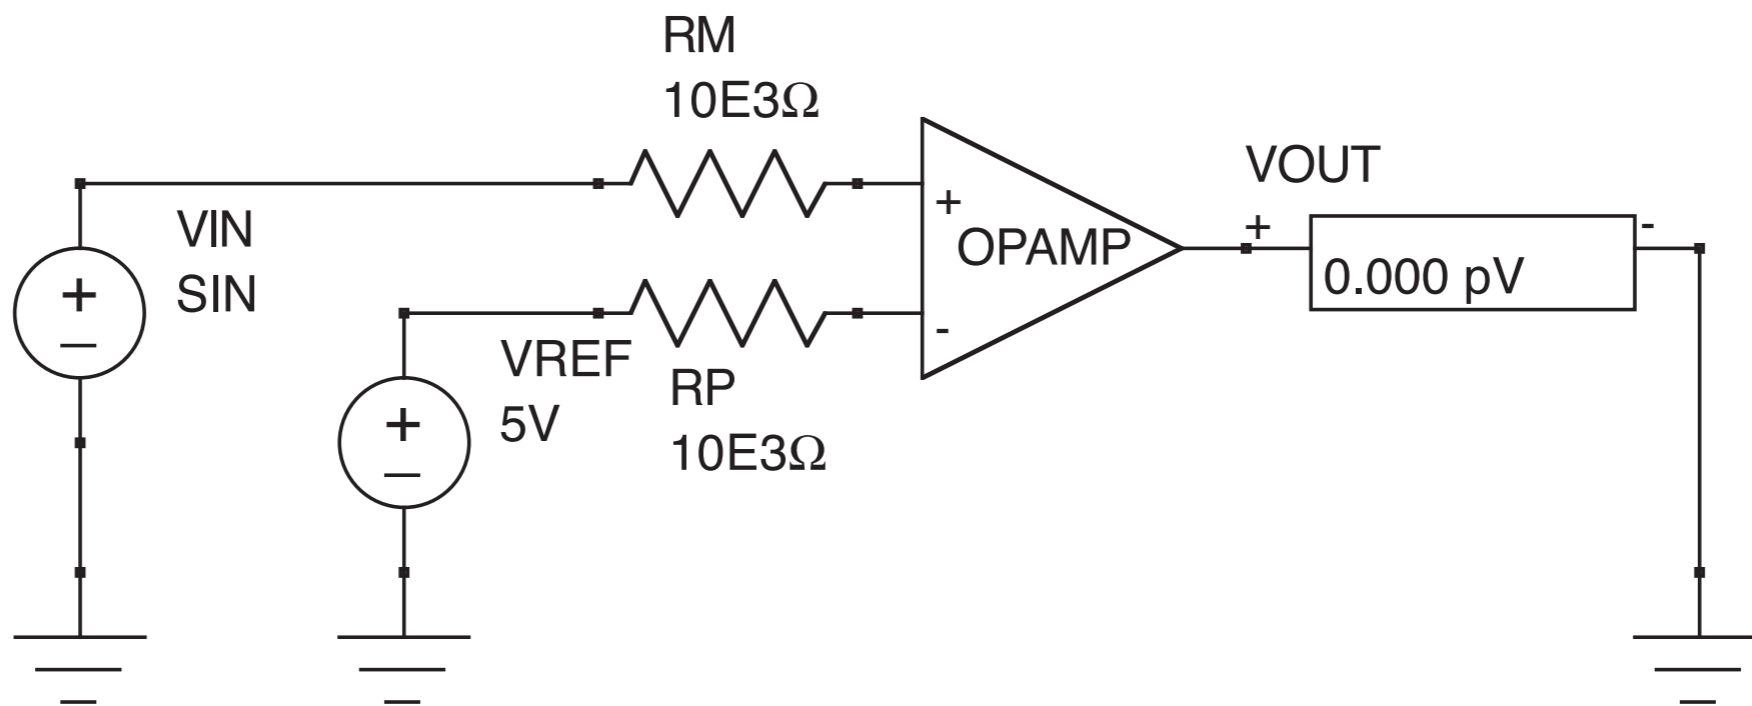 RM
10E3Ω
VIN
SIN
+
–
+
OPAMP
-
VOUT
+
0.000 pV
-
VREF
5V
+
–
RP
10E3Ω